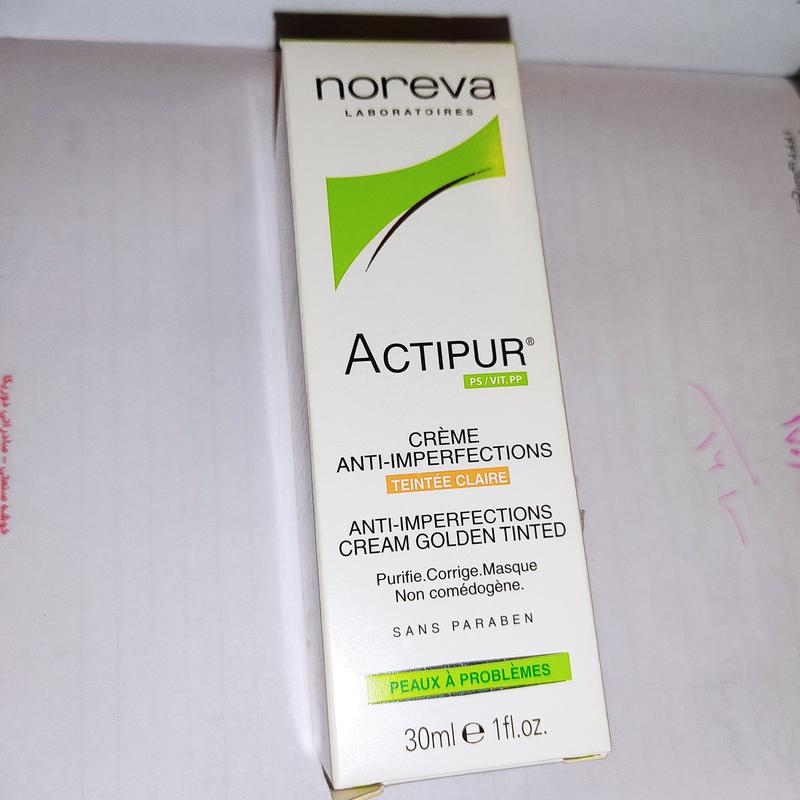 noreva
LABORATOIRES
ACTIPUR®
PS/VIT.PP
CRÈME
ANTI-IMPERFECTIONS
TEINTÉE CLAIRE
ANTI-IMPERFECTIONS
CREAM GOLDEN TINTED
Purifie.Corrige.Masque
Non comédogène.
SANS PARABEN
PEAUX À PROBLÈMES
30ml e 1fl.oz.